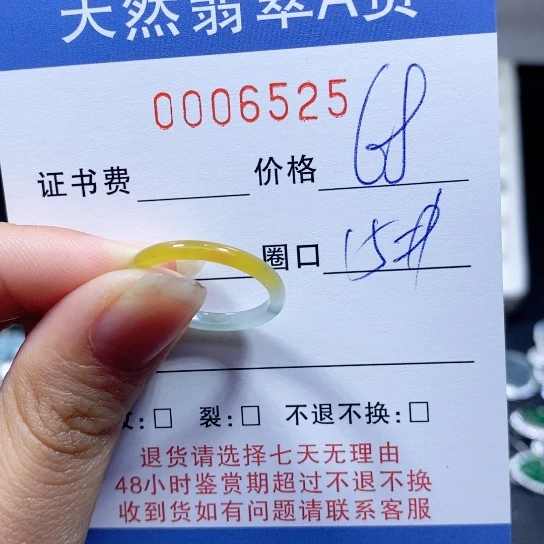 天然翡翠A货
0006525
证书费 价格 68
圈口 15#
裂:□ 不退不换:□
退货请选择七天无理由
48小时鉴赏期超过不退不换
收到货如有问题请联系客服